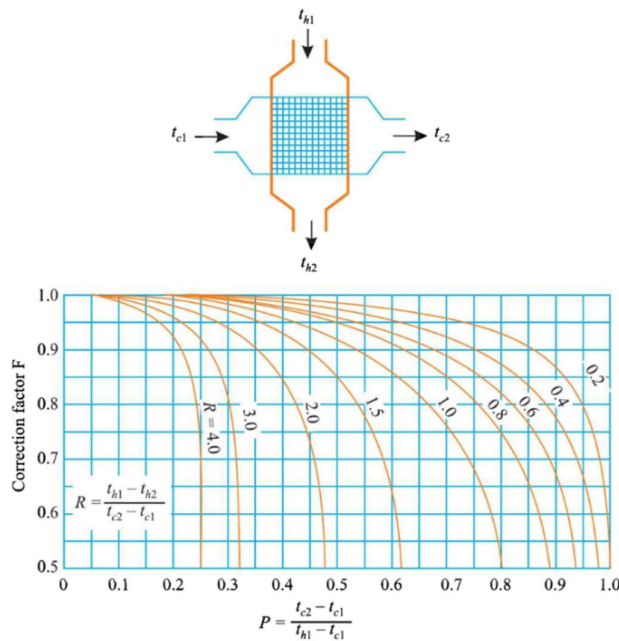 t_h1
t_c1
t_c2
t_h2
Correction factor F
1.0
0.9
0.8
0.7
0.6
0.5
R = 4.0
3.0
2.0
1.5
1.0
0.8
0.6
0.4
0.2
R = (t_h1 − t_h2) / (t_c2 − t_c1)
0 0.1 0.2 0.3 0.4 0.5 0.6 0.7 0.8 0.9 1.0
P = (t_c2 − t_c1) / (t_h1 − t_c1)